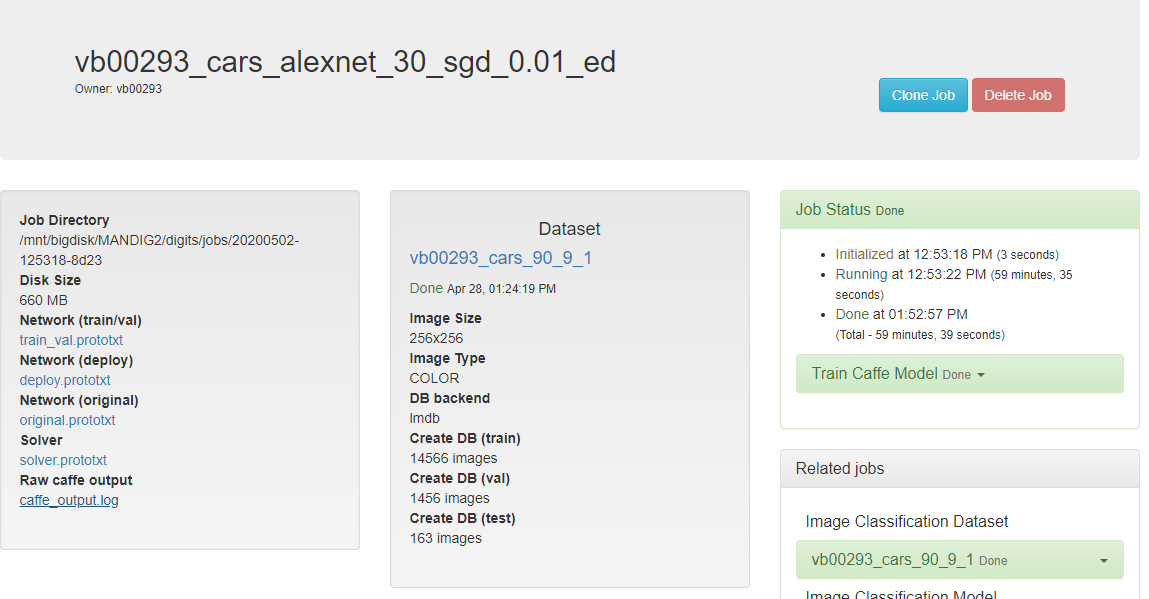 vb00293_cars_alexnet_30_sgd_0.01_ed
Owner: vb00293
Clone Job
Delete Job
Job Directory
/mnt/bigdisk/MANDIG2/digits/jobs/20200502-
125318-8d23
Disk Size
660 MB
Network (train/val)
train_val.prototxt
Network (deploy)
deploy.prototxt
Network (original)
original.prototxt
Solver
solver.prototxt
Raw caffe output
caffe_output.log
Dataset
vb00293_cars_90_9_1
Done Apr 28, 01:24:19 PM
Image Size
256x256
Image Type
COLOR
DB backend
lmdb
Create DB (train)
14566 images
Create DB (val)
1456 images
Create DB (test)
163 images
Job Status Done
Initialized at 12:53:18 PM (3 seconds)
Running at 12:53:22 PM (59 minutes, 35
seconds)
Done at 01:52:57 PM
(Total - 59 minutes, 39 seconds)
Train Caffe Model Done
Related jobs
Image Classification Dataset
vb00293_cars_90_9_1 Done
Image Classification Model